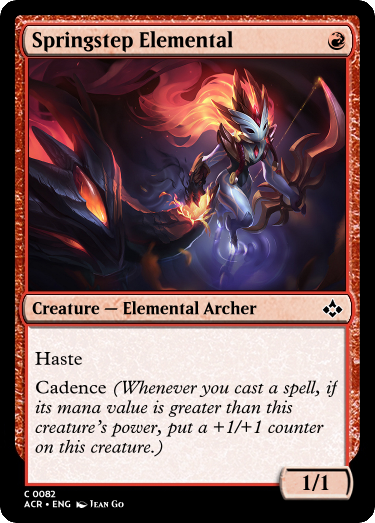 Springstep Elemental
Creature — Elemental Archer
Haste
Cadence (Whenever you cast a spell, if
its mana value is greater than this
creature's power, put a +1/+1 counter
on this creature.)
1/1
C 0082
ACR • ENG Jean Go